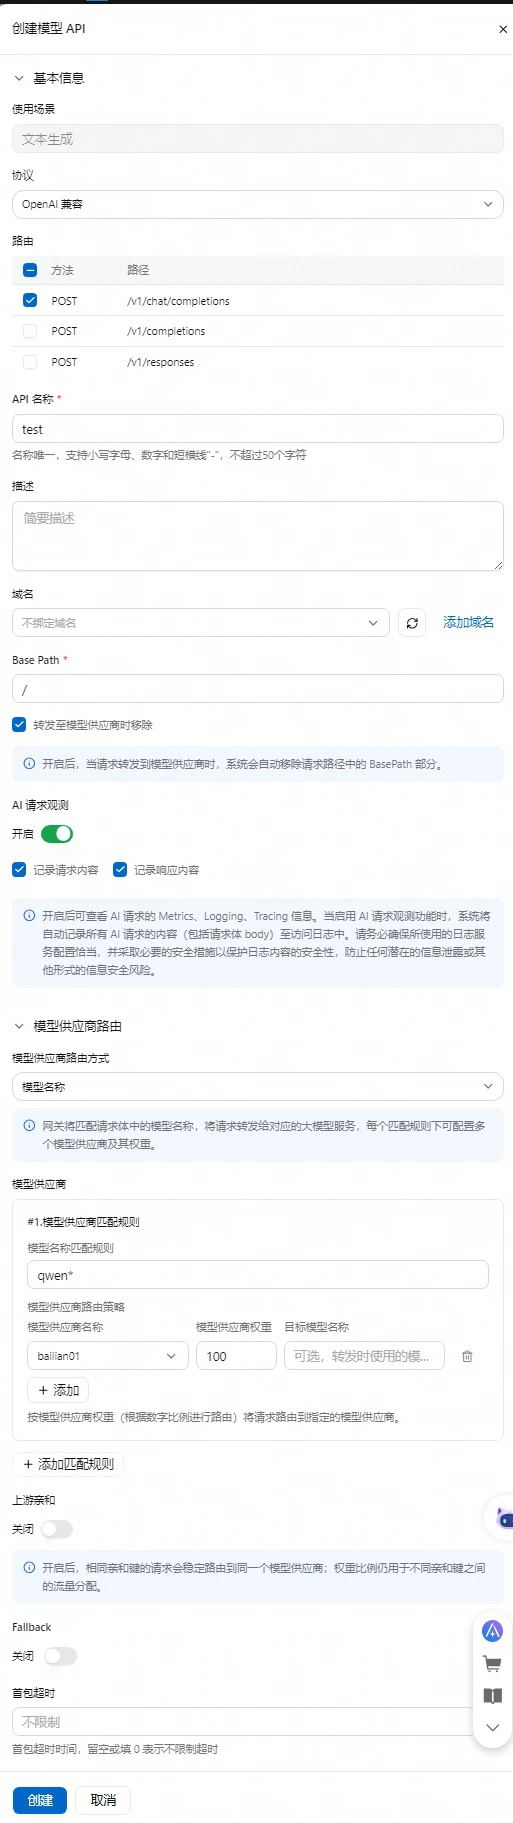 创建模型 API
基本信息
使用场景
文本生成
协议
OpenAI 兼容
路由
方法 路径
POST /v1/chat/completions
POST /v1/completions
POST /v1/responses
API 名称 *
test
名称唯一，支持小写字母、数字和短横线"-"，不超过50个字符
描述
简要描述
域名
不绑定域名 添加域名
Base Path *
/
转发至模型供应商时移除
开启后，当请求转发到模型供应商时，系统会自动移除请求路径中的 BasePath 部分。
AI 请求观测
开启
记录请求内容 记录响应内容
开启后可查看 AI 请求的 Metrics、Logging、Tracing 信息。当启用 AI 请求观测功能时，系统将
自动记录所有 AI 请求的内容（包括请求体 body）至访问日志中。请务必确保所使用的日志服
务配置恰当，并采取必要的安全措施以保护日志内容的安全性，防止任何潜在的信息泄露或其
他形式的信息安全风险。
模型供应商路由
模型供应商路由方式
模型名称
网关将匹配请求体中的模型名称，将请求转发给对应的大模型服务，每个匹配规则下可配置多
个模型供应商及其权重。
模型供应商
#1.模型供应商匹配规则
模型名称匹配规则
qwen*
模型供应商路由策略
模型供应商名称 模型供应商权重 目标模型名称
bailian01 100 可选，转发时使用的模...
+ 添加
按模型供应商权重（根据数字比例进行路由）将请求路由到指定的模型供应商。
+ 添加匹配规则
上游亲和
关闭
开启后，相同亲和键的请求会稳定路由到同一个模型供应商；权重比例仍用于不同亲和键之间
的流量分配。
Fallback
关闭
首包超时
不限制
首包超时时间，留空或填 0 表示不限制超时
创建 取消